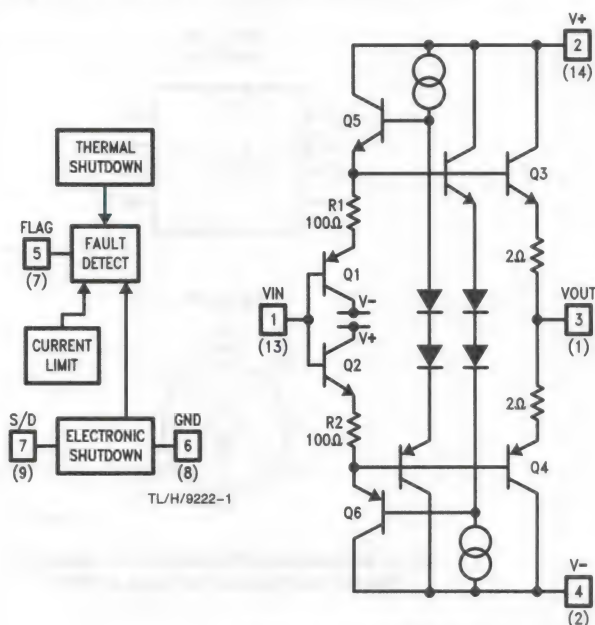 THERMAL
SHUTDOWN
FLAG
5
(7)
FAULT
DETECT
CURRENT
LIMIT
S/D
7
(9)
ELECTRONIC
SHUTDOWN
GND
6
(8)
TL/H/9222-1
V+
2
(14)
Q5
Q3
R1
100Ω
2Ω
Q1
V-
VIN
1
(13)
V+
VOUT
3
(1)
Q2
R2
100Ω
2Ω
Q4
Q6
V-
4
(2)